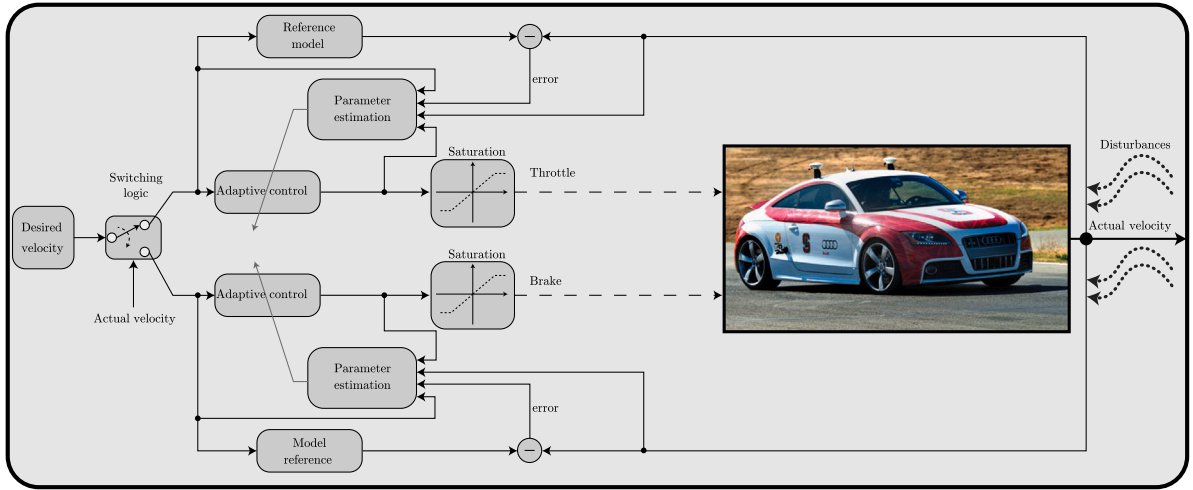 Reference
model
−
error
Parameter
estimation
Saturation
Throttle
Switching
logic
Adaptive control
Desired
velocity
Disturbances
Actual velocity
S
Saturation
Brake
Adaptive control
Actual velocity
Parameter
estimation
error
Model
reference
−